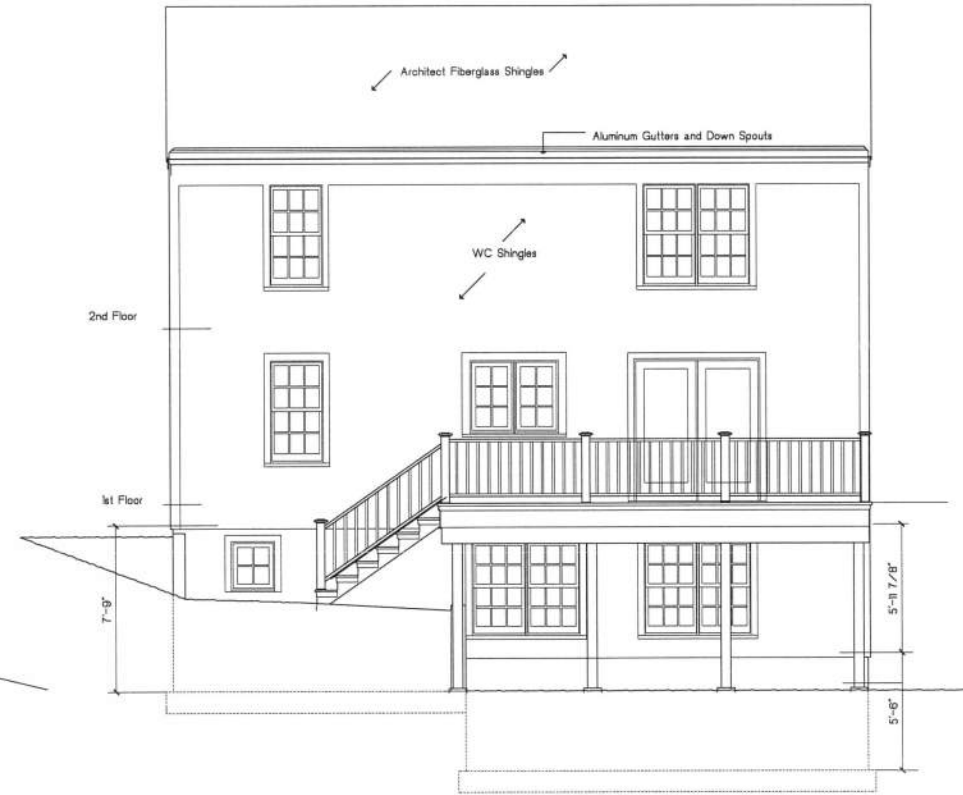 Architect Fiberglass Shingles
Aluminum Gutters and Down Spouts
WC Shingles
2nd Floor
1st Floor
7'-9"
5'-11 7/8"
5'-6"